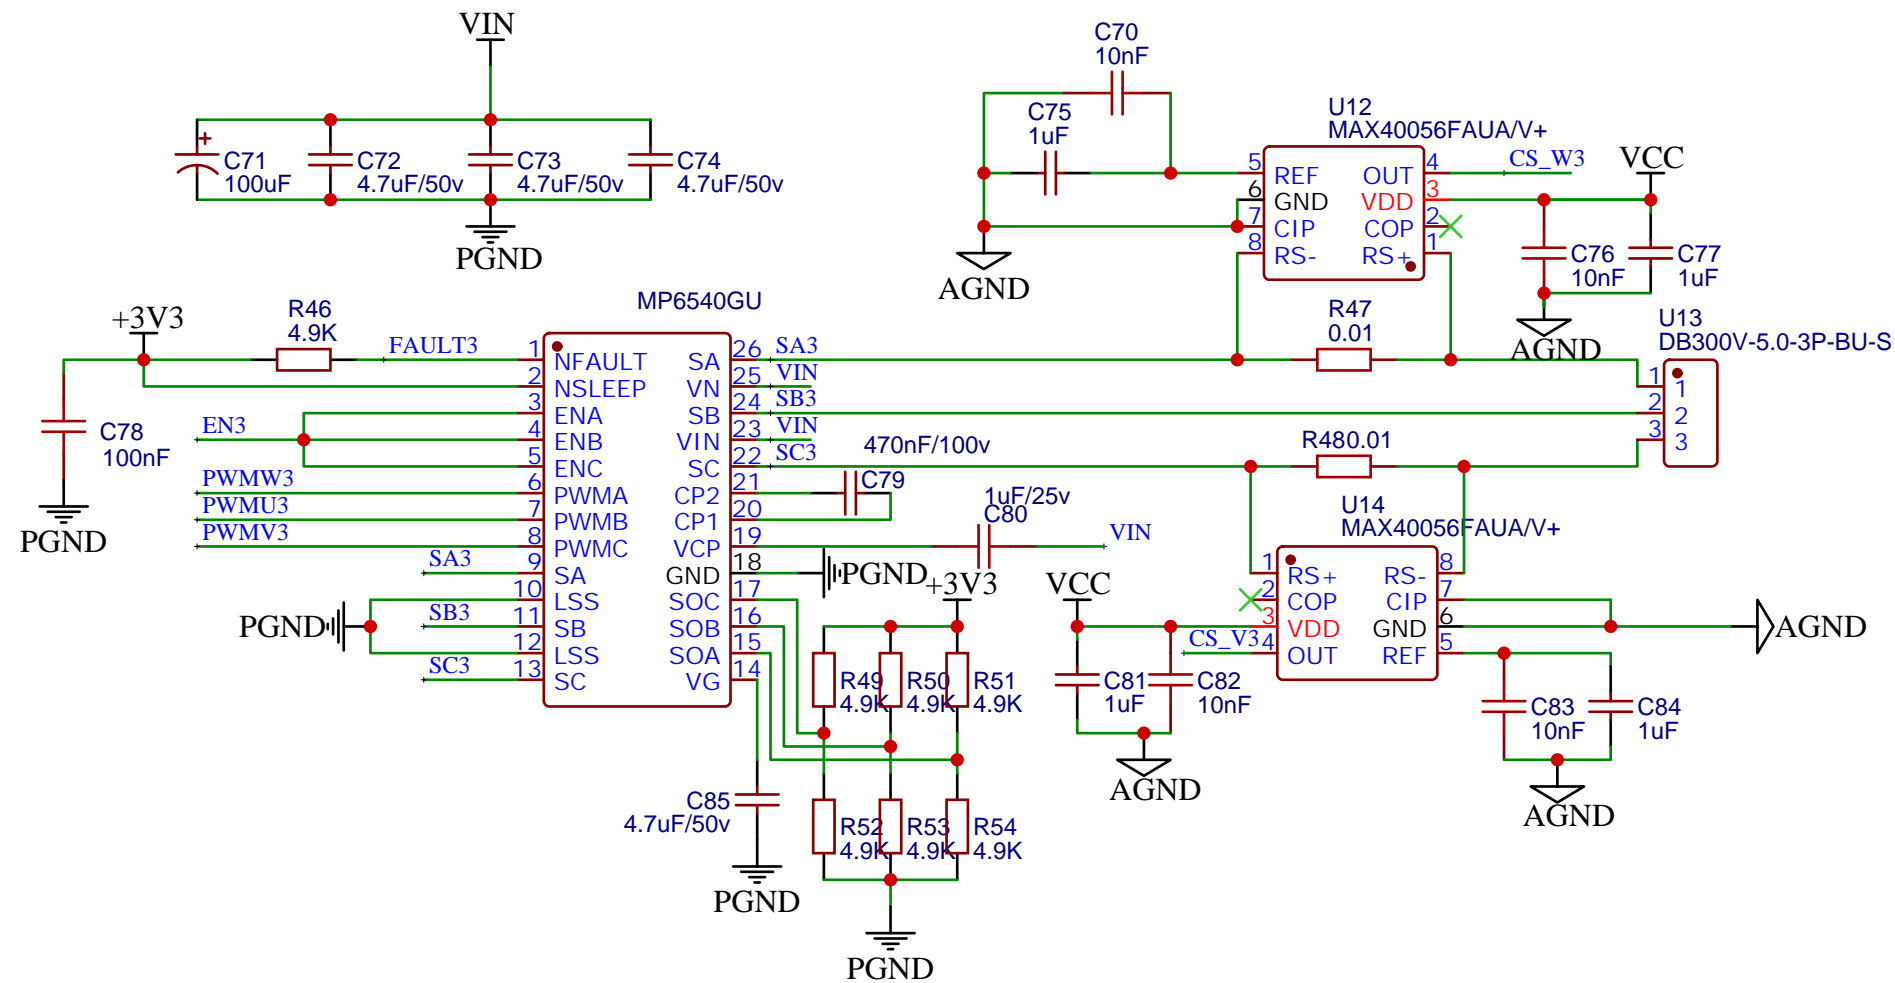 VIN
C71
100uF
C72
4.7uF/50v
C73
4.7uF/50v
C74
4.7uF/50v
PGND
C70
10nF
C75
1uF
AGND
U12
MAX40056FAUA/V+
5 REF
6 GND
7 CIP
8 RS-
OUT 4
VDD 3
COP 2
RS+ 1
CS_W3
VCC
C76
10nF
C77
1uF
AGND
R47
0.01
U13
DB300V-5.0-3P-BU-S
1 1
2 2
3 3
+3V3
R46
4.9K
FAULT3
C78
100nF
PGND
EN3
PWMW3
PWMU3
PWMV3
SA3
PGND
SB3
SC3
MP6540GU
1 NFAULT
2 NSLEEP
3 ENA
4 ENB
5 ENC
6 PWMA
7 PWMB
8 PWMC
9 SA
10 LSS
11 SB
12 LSS
13 SC
SA 26
VN 25
SB 24
VIN 23
SC 22
CP2 21
CP1 20
VCP 19
GND 18
SOC 17
SOB 16
SOA 15
VG 14
SA3
VIN
SB3
VIN
SC3
470nF/100v
C79
1uF/25v
C80
VIN
PGND
+3V3
R49
4.9K
R50
4.9K
R51
4.9K
R52
4.9K
R53
4.9K
R54
4.9K
PGND
C85
4.7uF/50v
PGND
R480.01
U14
MAX40056FAUA/V+
1 RS+
2 COP
3 VDD
4 OUT
RS- 8
CIP 7
GND 6
REF 5
VCC
CS_V3
C81
1uF
C82
10nF
AGND
AGND
C83
10nF
C84
1uF
AGND